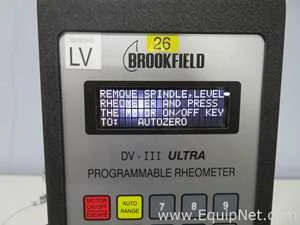 LV
26
BROOKFIELD
REMOVE SPINDLE,LEVEL
RHEOMETER AND PRESS
THE MOTOR ON/OFF KEY
TO: AUTOZERO
DV-III ULTRA
PROGRAMMABLE RHEOMETER
MOTOR
ON/OFF
ESCAPE
AUTO
RANGE
7 8 9
www.EquipNet.com